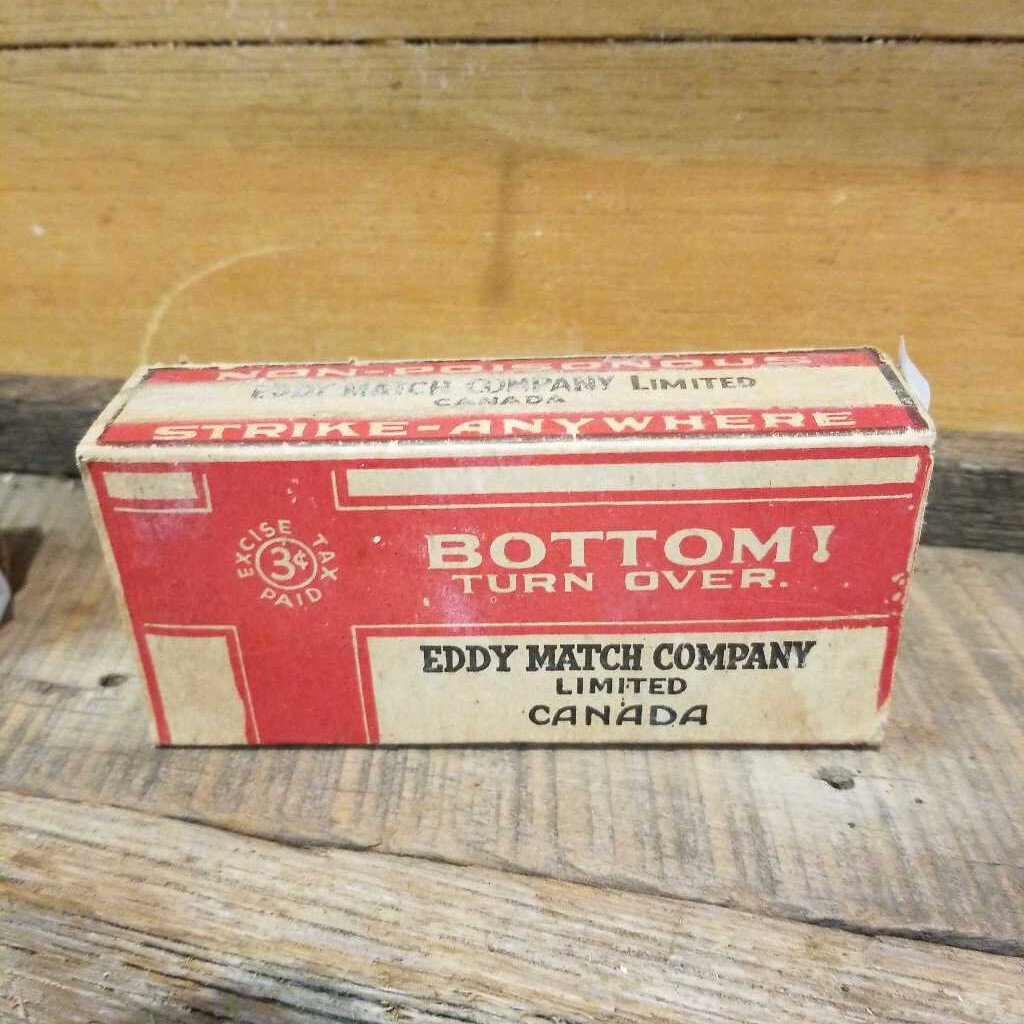 NON-POISONOUS
EDDY MATCH COMPANY LIMITED
CANADA
STRIKE-ANYWHERE
EXCISE TAX
3¢
PAID
BOTTOM!
TURN OVER.
EDDY MATCH COMPANY
LIMITED
CANADA